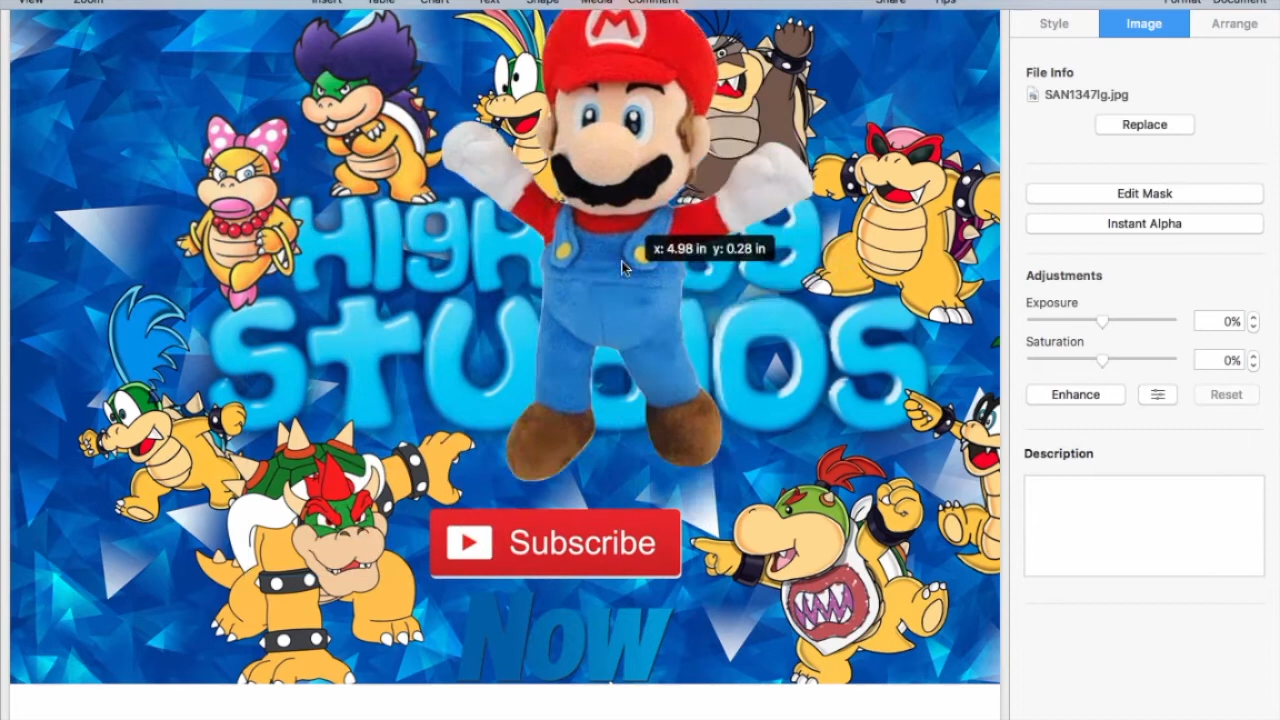 View Zoom Insert Table Chart Text Shape Media Comment Share Tips Format Document
Style Image Arrange
M
File Info
SAN1347lg.jpg
Replace
Edit Mask
Instant Alpha
x: 4.98 in y: 0.28 in
Adjustments
Exposure
0%
Saturation
0%
Enhance Reset
Description
Subscribe
Now